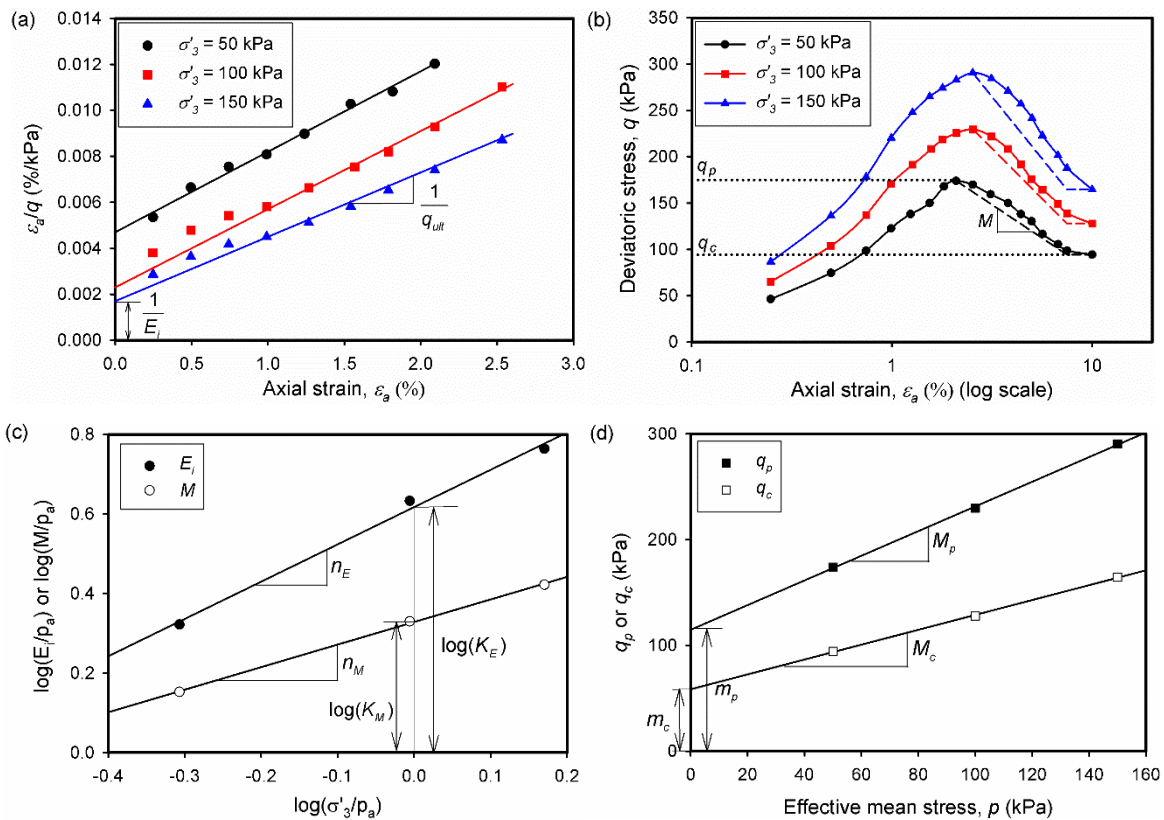 (a)
0.014
0.012
0.010
0.008
0.006
0.004
0.002
0.000
εa/q (%/kPa)
σ'3 = 50 kPa
σ'3 = 100 kPa
σ'3 = 150 kPa
1
qult
1
Ei
0.0 0.5 1.0 1.5 2.0 2.5 3.0
Axial strain, εa (%)
(b)
350
300
250
200
150
100
50
0
Deviatoric stress, q (kPa)
σ'3 = 50 kPa
σ'3 = 100 kPa
σ'3 = 150 kPa
qp
qc
M
0.1 1 10
Axial strain, εa (%) (log scale)
(c)
0.8
0.6
0.4
0.2
0.0
log(Ei/pa) or log(M/pa)
Ei
M
nE
nM
log(KE)
log(KM)
-0.4 -0.3 -0.2 -0.1 0.0 0.1 0.2
log(σ'3/pa)
(d)
300
200
100
0
qp or qc (kPa)
qp
qc
Mp
Mc
mp
mc
0 20 40 60 80 100 120 140 160
Effective mean stress, p (kPa)